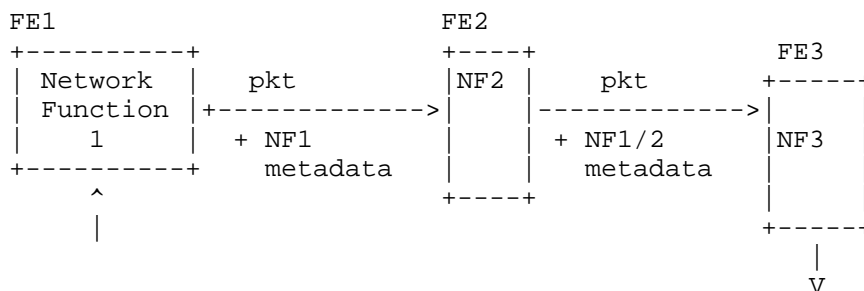 FE1 FE2
FE3
Network pkt NF2 pkt
Function
1 + NF1 + NF1/2 NF3
metadata metadata